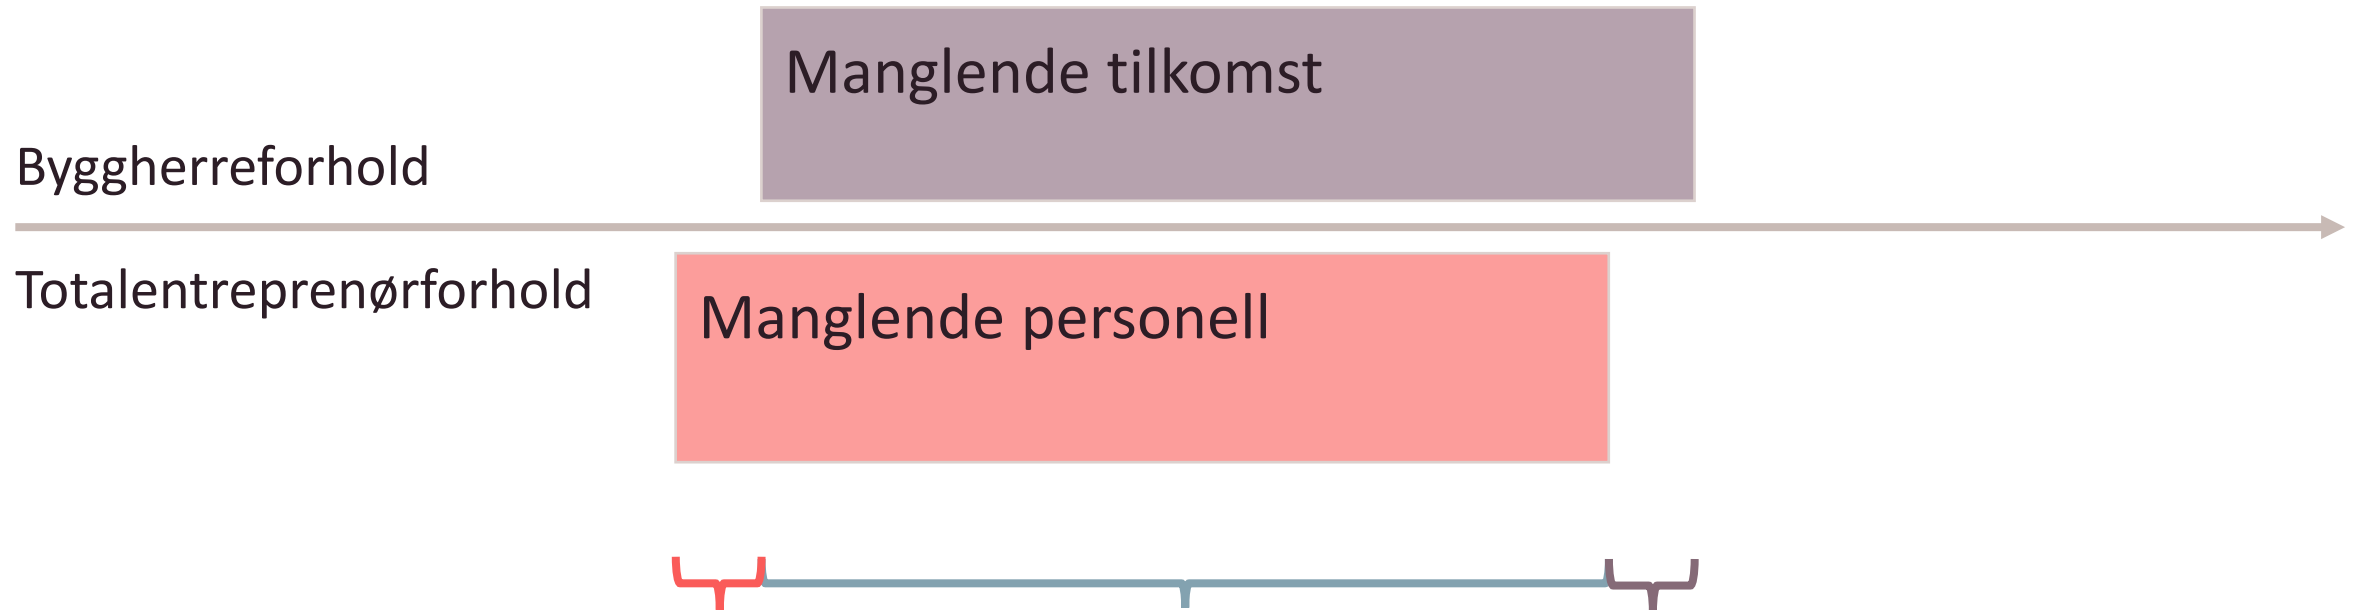 Manglende tilkomst
Byggherreforhold
Totalentreprenørforhold
Manglende personell